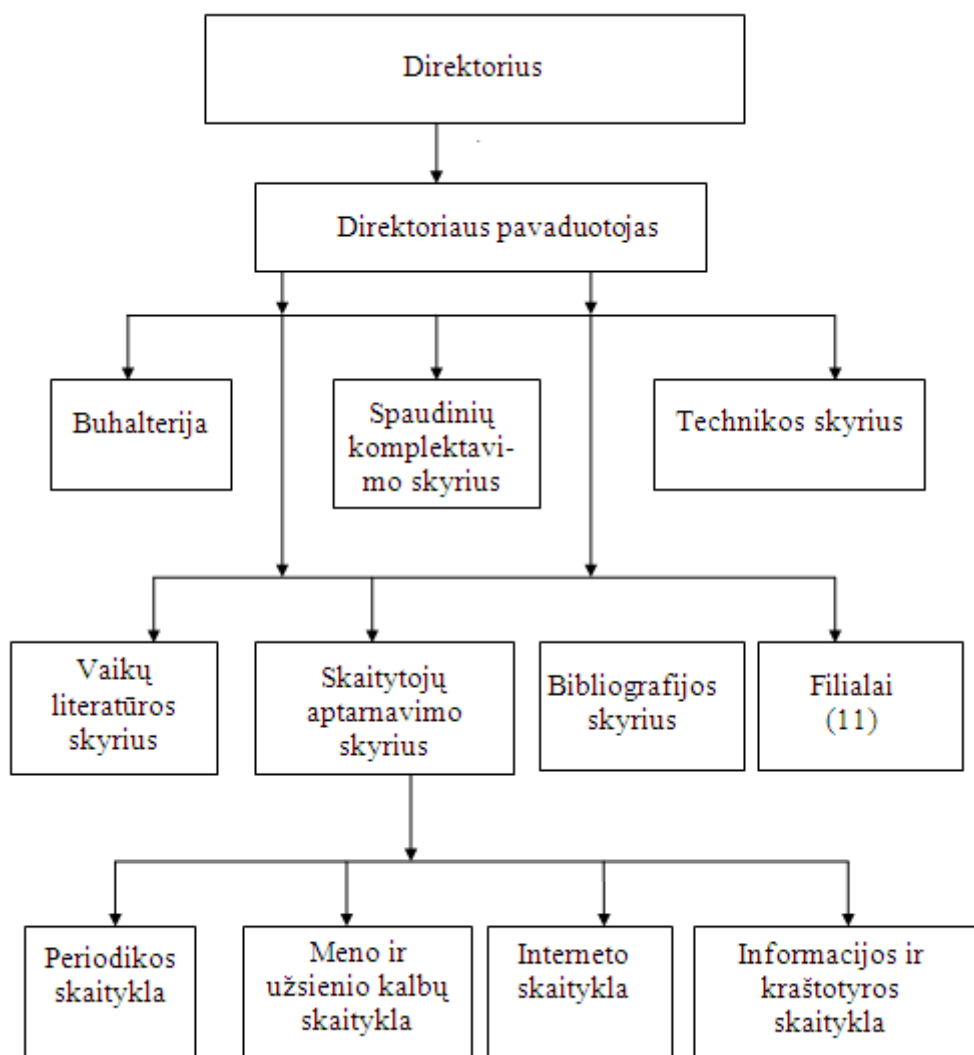 Direktorius
Direktoriaus pavaduotojas
Buhalterija
Spaudinių
komplektavi-
mo skyrius
Technikos skyrius
Vaikų
literatūros
skyrius
Skaitytojų
aptarnavimo
skyrius
Bibliografijos
skyrius
Filialai
(11)
Periodikos
skaitykla
Meno ir
užsienio kalbų
skaitykla
Interneto
skaitykla
Informacijos ir
kraštotyros
skaitykla